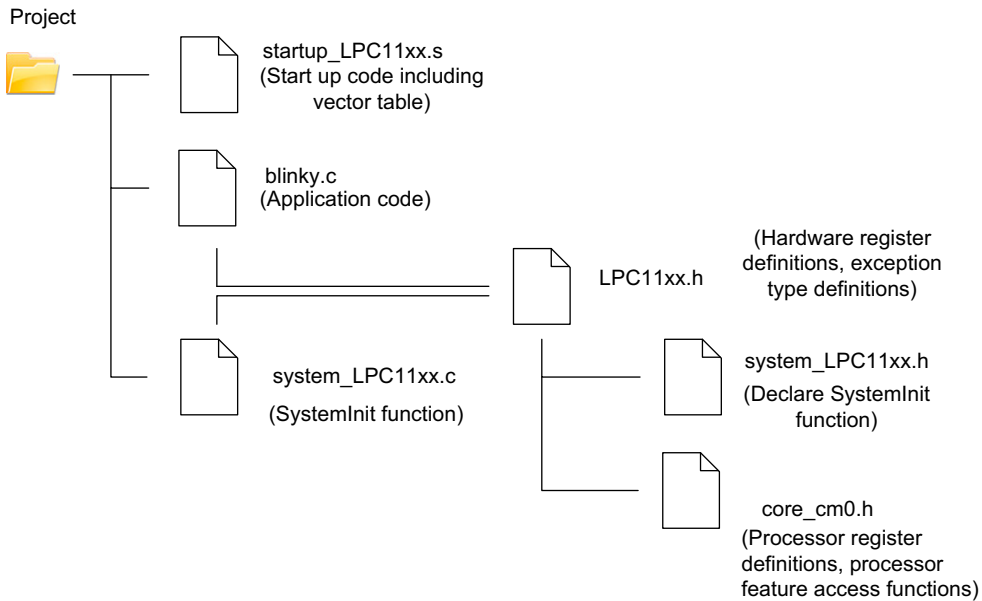 Project
startup_LPC11xx.s
(Start up code including
vector table)
blinky.c
(Application code)
LPC11xx.h
(Hardware register
definitions, exception
type definitions)
system_LPC11xx.c
(SystemInit function)
system_LPC11xx.h
(Declare SystemInit
function)
core_cm0.h
(Processor register
definitions, processor
feature access functions)